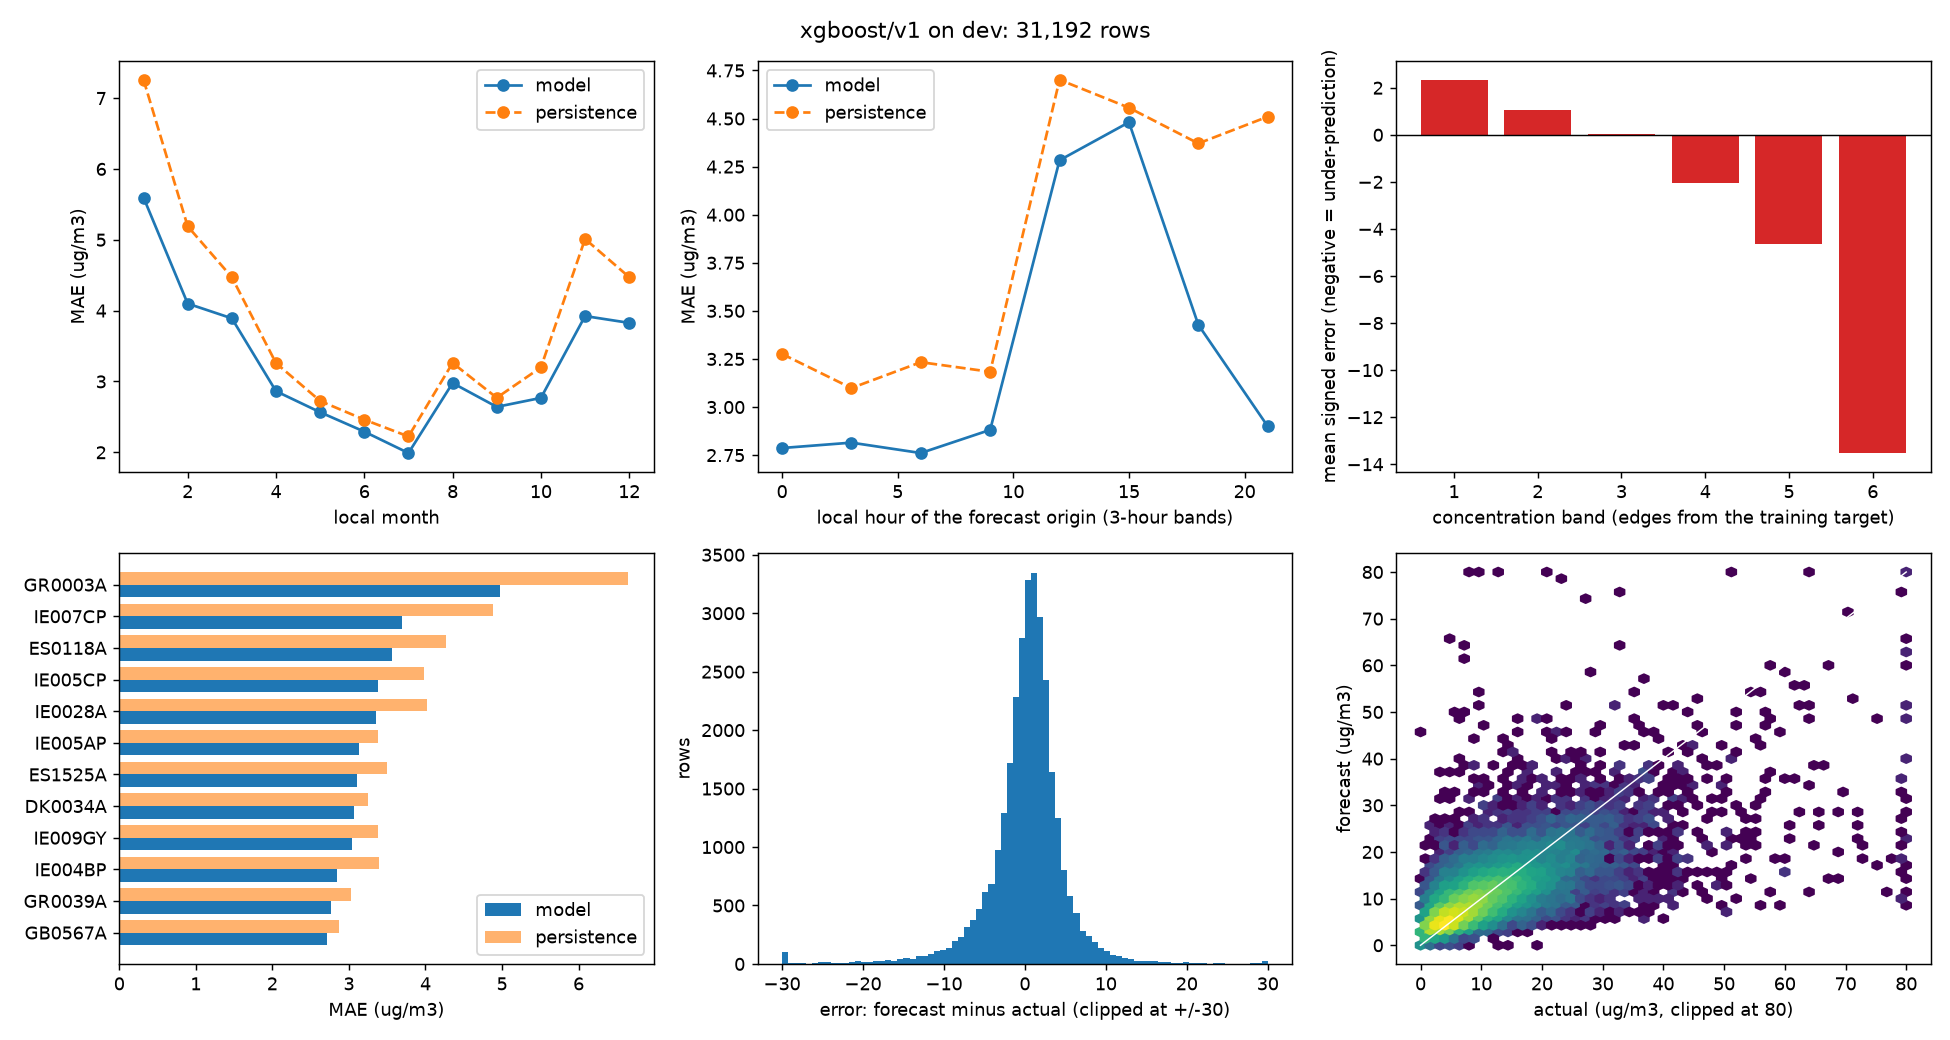 xgboost/v1 on dev: 31,192 rows
MAE (ug/m3)
7
6
5
4
3
2
model
persistence
2 4 6 8 10 12
local month
MAE (ug/m3)
4.75
4.50
4.25
4.00
3.75
3.50
3.25
3.00
2.75
model
persistence
0 5 10 15 20
local hour of the forecast origin (3-hour bands)
mean signed error (negative = under-prediction)
2
0
−2
−4
−6
−8
−10
−12
−14
1 2 3 4 5 6
concentration band (edges from the training target)
GR0003A
IE007CP
ES0118A
IE005CP
IE0028A
IE005AP
ES1525A
DK0034A
IE009GY
IE004BP
GR0039A
GB0567A
model
persistence
0 1 2 3 4 5 6
MAE (ug/m3)
rows
3500
3000
2500
2000
1500
1000
500
0
−30 −20 −10 0 10 20 30
error: forecast minus actual (clipped at +/-30)
forecast (ug/m3)
80
70
60
50
40
30
20
10
0
0 10 20 30 40 50 60 70 80
actual (ug/m3, clipped at 80)